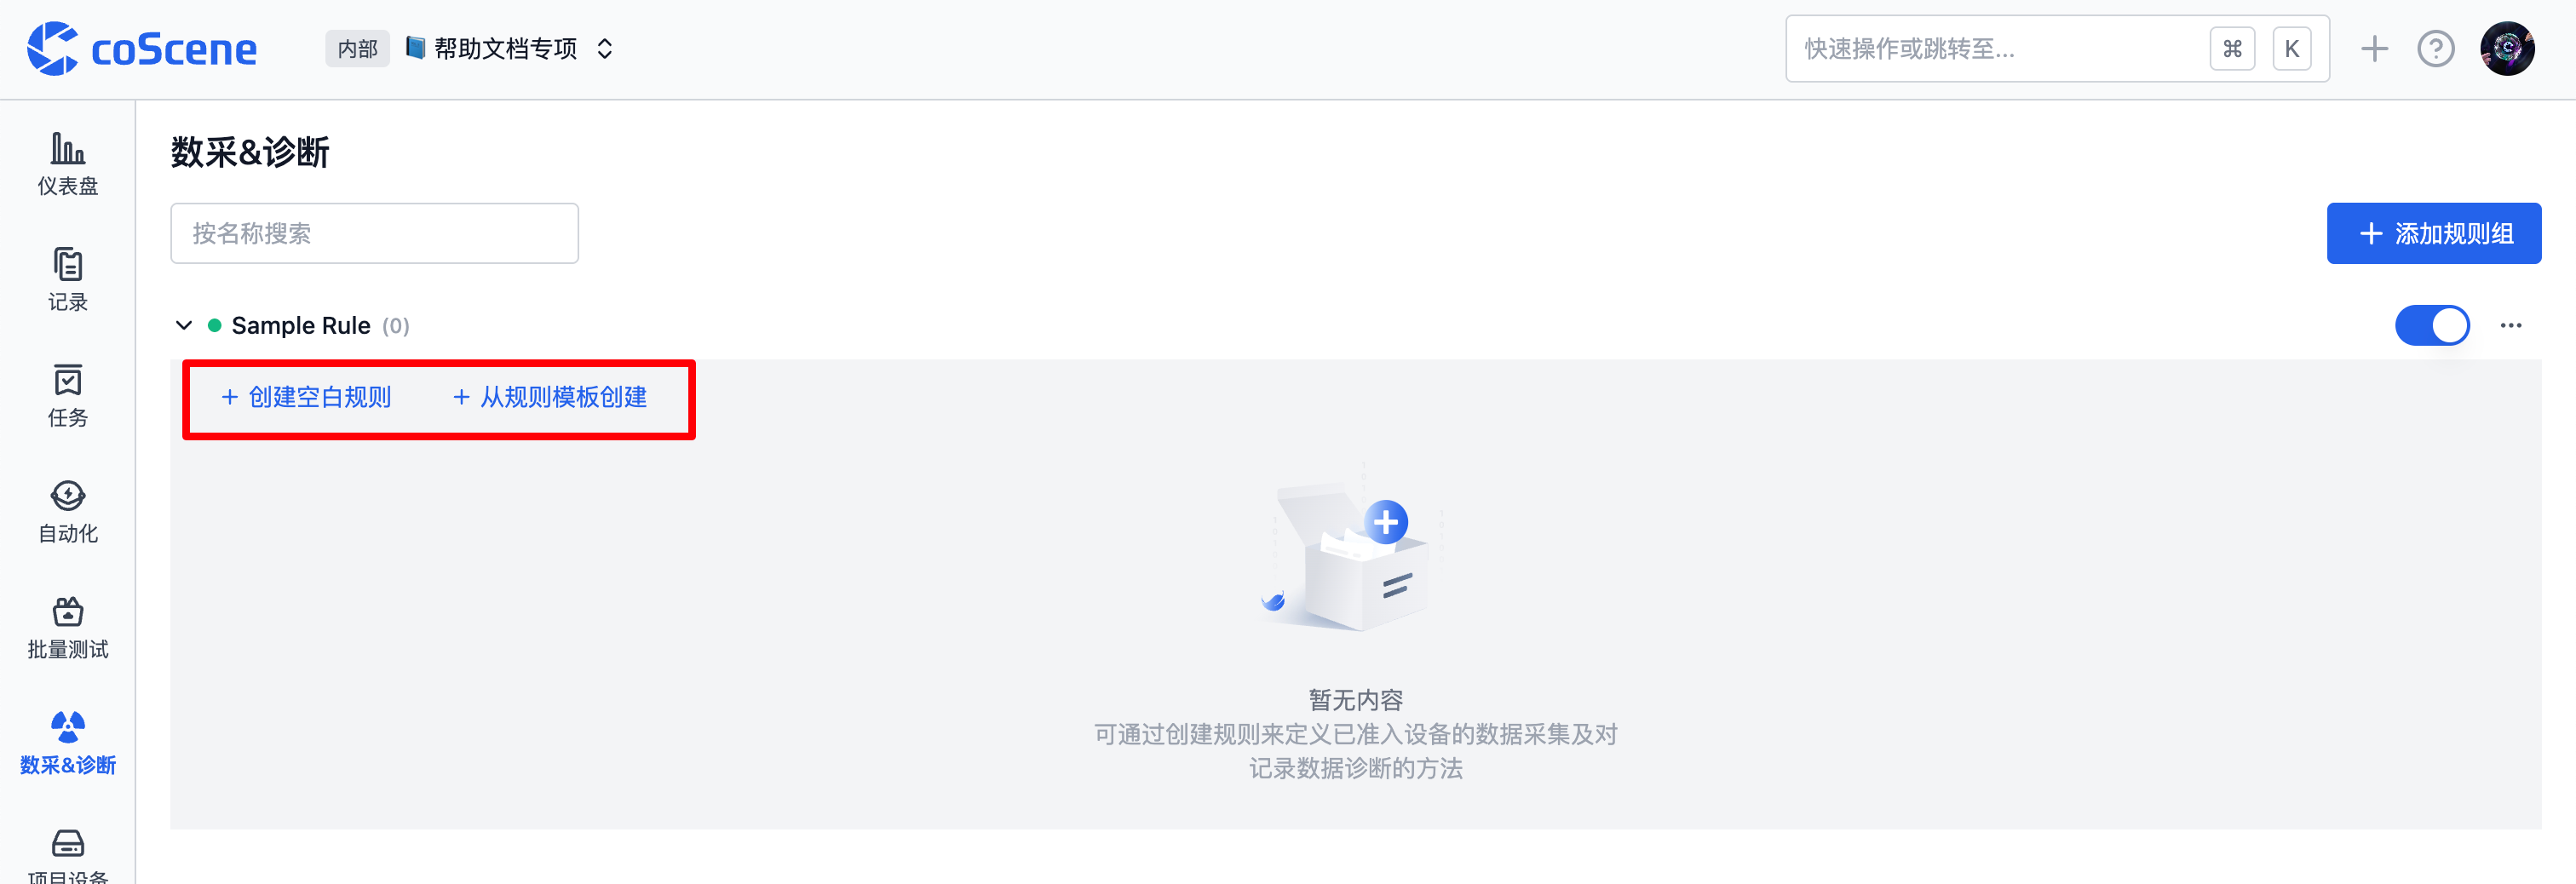 coScene
内部
帮助文档专项
快速操作或跳转至...
⌘
K
仪表盘
记录
任务
自动化
批量测试
数采&诊断
项目设备
数采&诊断
按名称搜索
添加规则组
Sample Rule (0)
+ 创建空白规则
+ 从规则模板创建
暂无内容
可通过创建规则来定义已准入设备的数据采集及对
记录数据诊断的方法